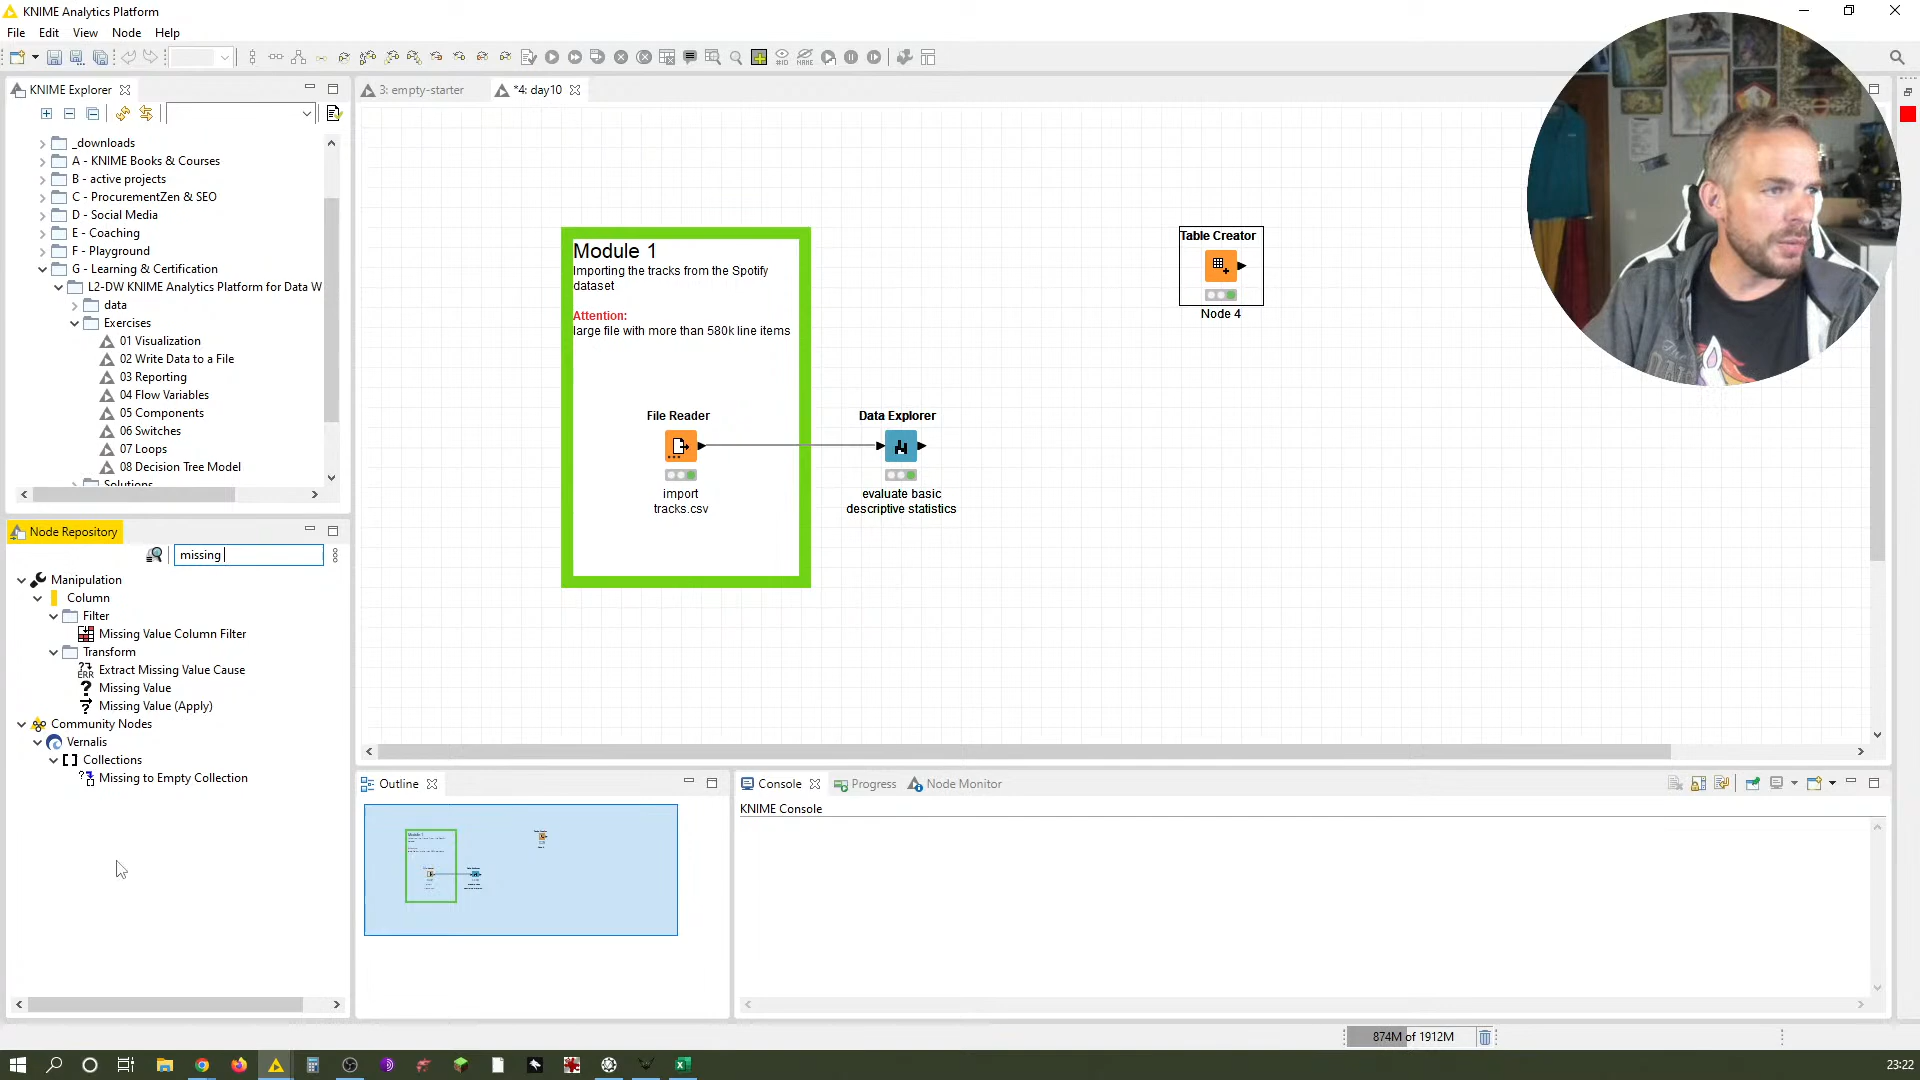 KNIME Analytics Platform
File Edit View Node Help
KNIME Explorer
3: empty-starter
*4: day10
_downloads
A - KNIME Books & Courses
B - active projects
C - ProcurementZen & SEO
D - Social Media
E - Coaching
F - Playground
G - Learning & Certification
L2-DW KNIME Analytics Platform for Data W
data
Exercises
01 Visualization
02 Write Data to a File
03 Reporting
04 Flow Variables
05 Components
06 Switches
07 Loops
08 Decision Tree Model
Solutions
Module 1
Importing the tracks from the Spotify
dataset
Attention:
large file with more than 580k line items
File Reader
import
tracks.csv
Data Explorer
evaluate basic
descriptive statistics
Table Creator
Node 4
Node Repository
missing
Manipulation
Column
Filter
Missing Value Column Filter
Transform
Extract Missing Value Cause
Missing Value
Missing Value (Apply)
Community Nodes
Vernalis
Collections
Missing to Empty Collection
Outline
Console
Progress
Node Monitor
KNIME Console
874M of 1912M
23:22